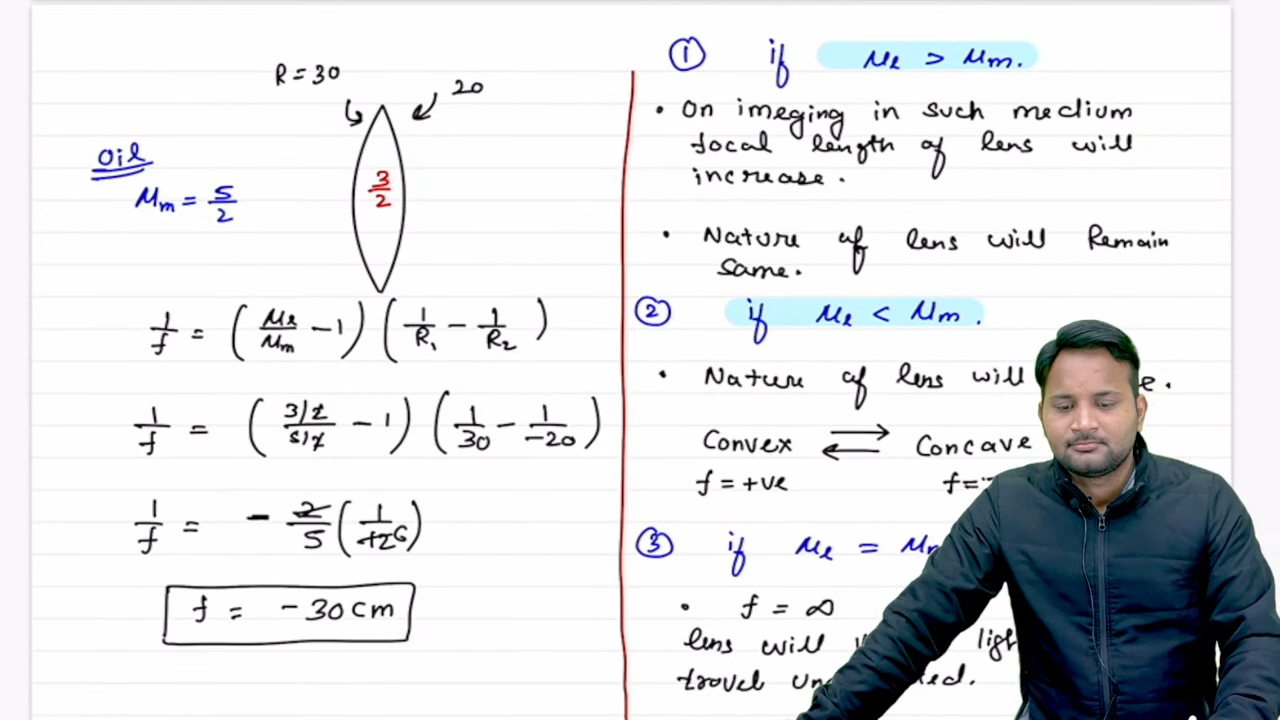 R = 30
20
Oil
μm = 5/2
3/2
1/f = (μℓ/μm − 1) (1/R₁ − 1/R₂)
1/f = ((3/2)/(5/2) − 1) (1/30 − 1/−20)
1/f = − 2/5 (1/12 6)
f = − 30 cm
① if μℓ > μm.
• On imeging in such medium
focal length of lens will
increase.
• Nature of lens will Remain
same.
② if μℓ < μm.
• Nature of lens will
Convex ⇄ Concave
f = +ve f = -
③ if μℓ = μm
• f = ∞
lens will
travel